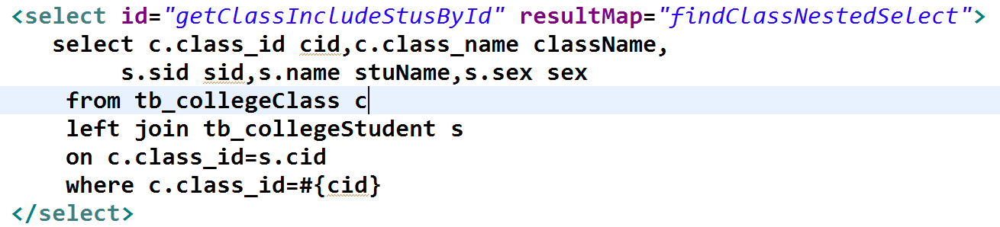 <select id="getClassIncludeStusById" resultMap="findClassNestedSelect">
select c.class_id cid,c.class_name className,
s.sid sid,s.name stuName,s.sex sex
from tb_collegeClass c
left join tb_collegeStudent s
on c.class_id=s.cid
where c.class_id=#{cid}
</select>